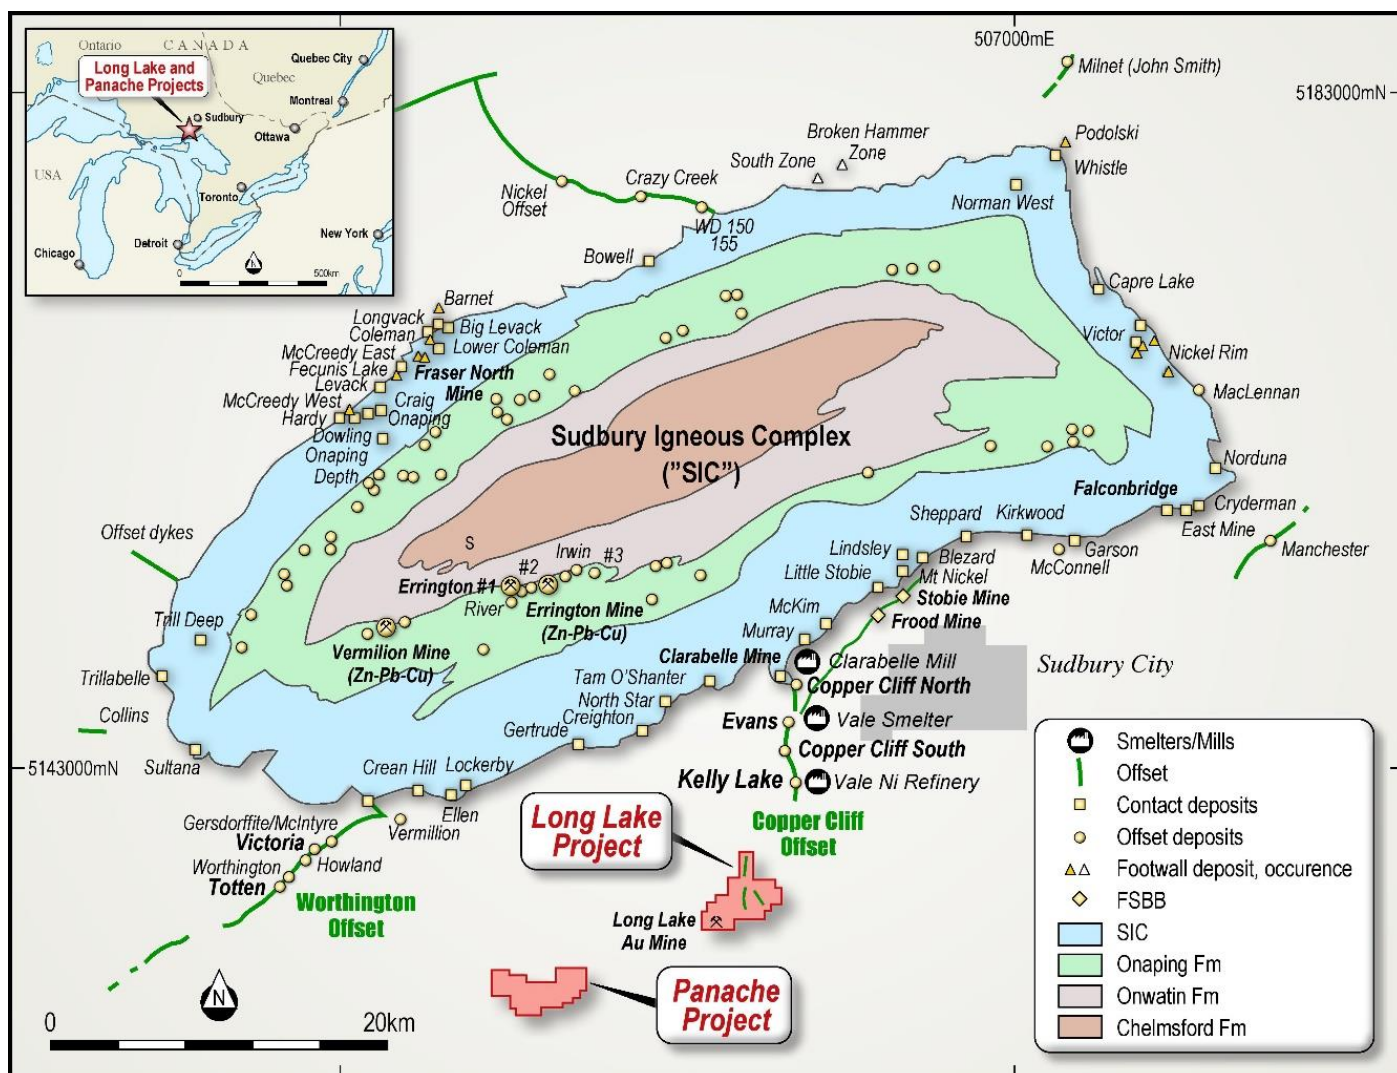 Ontario
CANADA
Quebec City
Long Lake and
Panache Projects
Quebec
Montreal
Sudbury
Ottawa
USA
Toronto
Detroit
New York
Chicago
N
0
500km
507000mE
Milnet (John Smith)
5183000mN
Broken Hammer
Zone
South Zone
Podolski
Whistle
Crazy Creek
Nickel
Offset
Norman West
WD 150
155
Bowell
Capre Lake
Barnet
Longvack
Big Levack
Coleman
Lower Coleman
McCreedy East
Fecunis Lake
Fraser North
Mine
Levack
McCreedy West
Hardy
Craig
Onaping
Dowling
Onaping
Depth
Victor
Nickel Rim
MacLennan
Sudbury Igneous Complex
("SIC")
Norduna
Falconbridge
Cryderman
East Mine
Sheppard
Kirkwood
Garson
McConnell
Manchester
Offset dykes
S
Irwin
#3
#2
Errington #1
River
Errington Mine
(Zn-Pb-Cu)
Lindsley
Blezard
Little Stobie
Mt Nickel
Stobie Mine
Frood Mine
McKim
Murray
Trill Deep
Vermilion Mine
(Zn-Pb-Cu)
Clarabelle Mine
Clarabelle Mill
Sudbury City
Trillabelle
Tam O'Shanter
Copper Cliff North
North Star
Creighton
Evans
Vale Smelter
Collins
Gertrude
Copper Cliff South
Sultana
5143000mN
Crean Hill
Lockerby
Kelly Lake
Vale Ni Refinery
Ellen
Vermillion
Gersdorffite/McIntyre
Victoria
Howland
Worthington
Totten
Worthington
Offset
Long Lake
Project
Copper Cliff
Offset
Long Lake
Au Mine
Panache
Project
N
0
20km
Smelters/Mills
Offset
Contact deposits
Offset deposits
Footwall deposit, occurence
FSBB
SIC
Onaping Fm
Onwatin Fm
Chelmsford Fm